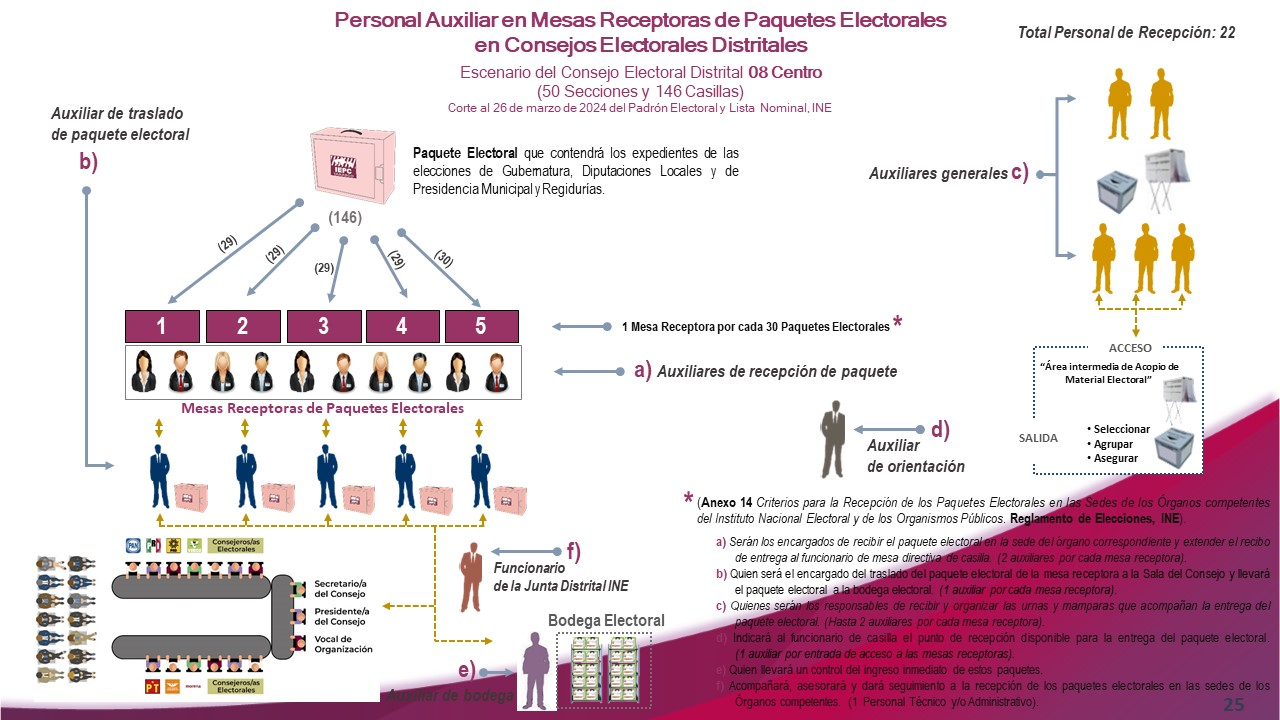 Personal Auxiliar en Mesas Receptoras de Paquetes Electorales
en Consejos Electorales Distritales
Escenario del Consejo Electoral Distrital 08 Centro
(50 Secciones y 146 Casillas)
Corte al 26 de marzo de 2024 del Padrón Electoral y Lista Nominal, INE
Total Personal de Recepción: 22
Auxiliar de traslado
de paquete electoral
b)
IEPC
Paquete Electoral que contendrá los expedientes de las
elecciones de Gubernatura, Diputaciones Locales y de
Presidencia Municipal y Regidurías.
(146)
(29)
(29)
(29)
(29)
(30)
Auxiliares generales c)
1
2
3
4
5
1 Mesa Receptora por cada 30 Paquetes Electorales *
a) Auxiliares de recepción de paquete
Mesas Receptoras de Paquetes Electorales
ACCESO
“Área intermedia de Acopio de
Material Electoral”
SALIDA
• Seleccionar
• Agrupar
• Asegurar
d)
Auxiliar
de orientación
* (Anexo 14 Criterios para la Recepción de los Paquetes Electorales en las Sedes de los Órganos competentes
del Instituto Nacional Electoral y de los Organismos Públicos. Reglamento de Elecciones, INE).
a) Serán los encargados de recibir el paquete electoral en la sede del órgano correspondiente y extender el recibo
de entrega al funcionario de mesa directiva de casilla. (2 auxiliares por cada mesa receptora).
b) Quien será el encargado del traslado del paquete electoral de la mesa receptora a la Sala del Consejo y llevará
el paquete electoral a la bodega electoral. (1 auxiliar por cada mesa receptora).
c) Quienes serán los responsables de recibir y organizar las urnas y mamparas que acompañan la entrega del
paquete electoral. (Hasta 2 auxiliares por cada mesa receptora).
d) Indicará al funcionario de casilla el punto de recepción disponible para la entrega del paquete electoral.
(1 auxiliar por entrada de acceso a las mesas receptoras).
e) Quien llevará un control del ingreso inmediato de estos paquetes.
f) Acompañará, asesorará y dará seguimiento a la recepción de los paquetes electorales en las sedes de los
Órganos competentes. (1 Personal Técnico y/o Administrativo).
f)
Funcionario
de la Junta Distrital INE
PAN
PRI
PRD
Consejeros/as
Electorales
Secretario/a
del Consejo
Presidente/a
del Consejo
Vocal de
Organización
PT
morena
Consejeros/as
Electorales
Bodega Electoral
e)
Auxiliar de bodega
25